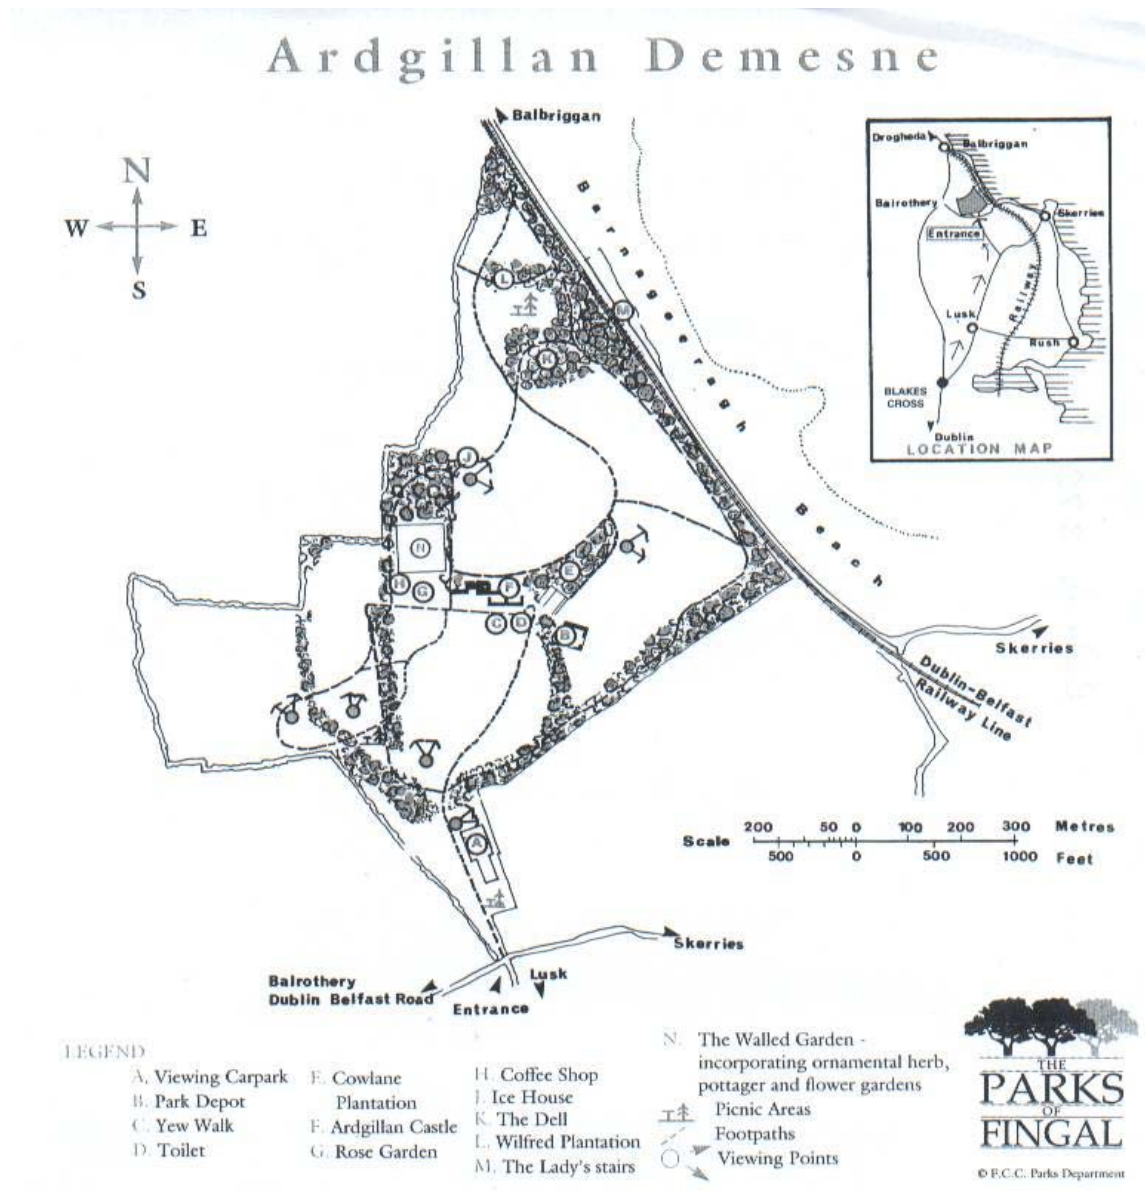 Ardgillan Demesne
N
W E
S
Balbriggan
Barnageeragh Beach
Drogheda
Balbriggan
Balrothery
Skerries
Entrance
Railway
Lusk
Rush
BLAKES
CROSS
Dublin
LOCATION MAP
L
M
K
J
N
H
G
F
E
C
D
B
A
Skerries
Dublin-Belfast
Railway Line
Scale
200 50 0 100 200 300 Metres
500 0 500 1000 Feet
Skerries
Balrothery
Dublin Belfast Road
Lusk
Entrance
LEGEND
A. Viewing Carpark
B. Park Depot
C. Yew Walk
D. Toilet
E. Cowlane
Plantation
F. Ardgillan Castle
G. Rose Garden
H. Coffee Shop
J. Ice House
K. The Dell
L. Wilfred Plantation
M. The Lady's stairs
N. The Walled Garden -
incorporating ornamental herb,
pottager and flower gardens
Picnic Areas
Footpaths
Viewing Points
THE
PARKS
OF
FINGAL
© F.C.C. Parks Department